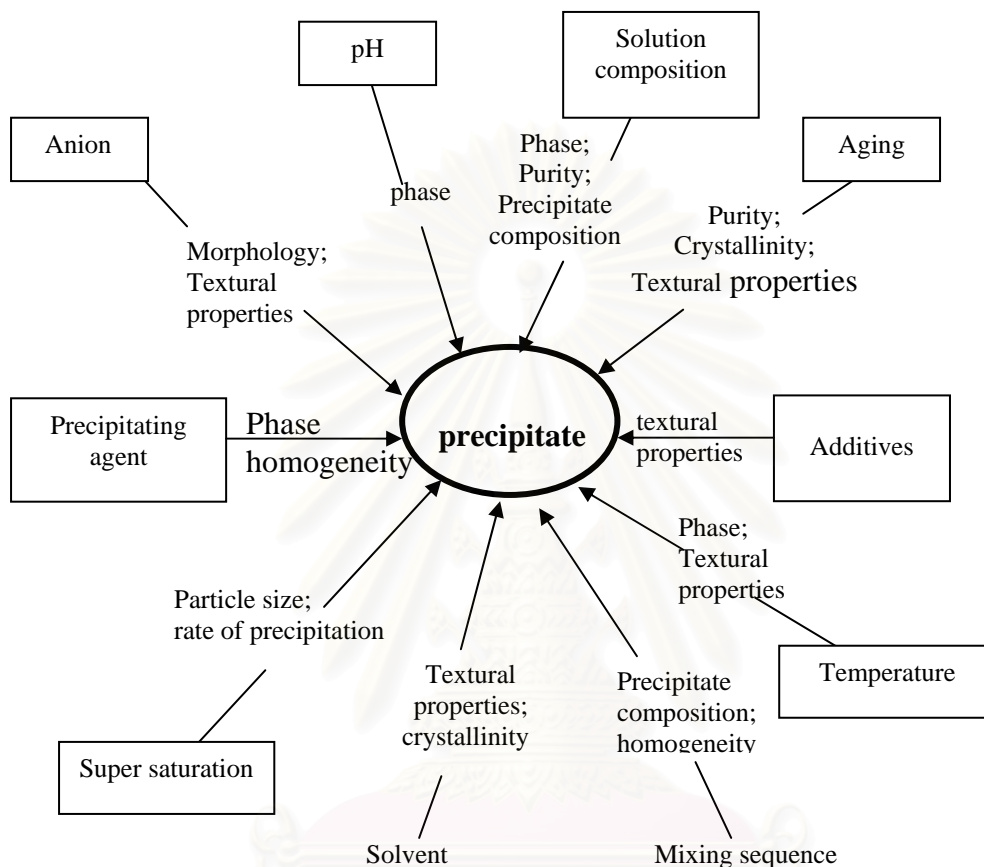 pH
Solution
composition
Anion
Aging
phase
Phase;
Purity;
Precipitate
composition
Purity;
Crystallinity;
Textural properties
Morphology;
Textural
properties
Precipitating
agent
Phase
homogeneity
precipitate
textural
properties
Additives
Phase;
Textural
properties
Particle size;
rate of precipitation
Textural
properties;
crystallinity
Precipitate
composition;
homogeneity
Temperature
Super saturation
Solvent
Mixing sequence